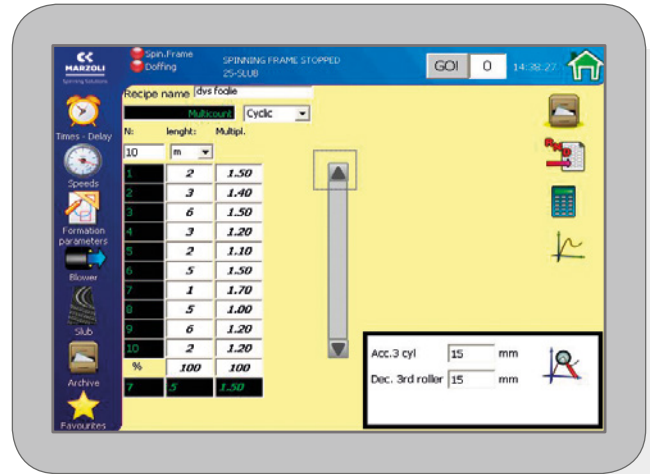 MARZOLI
Spinning Solutions
Spin.Frame
Doffing
SPINNING FRAME STOPPED
25-SLUB
GO! 0
14:38:27
Recipe name dvs foglie
Multicount Cyclic
N: lenght: Multipl.
10 m
1 2 1.50
2 3 1.40
3 6 1.50
4 3 1.20
5 2 1.10
6 5 1.50
7 1 1.70
8 5 1.00
9 6 1.20
10 2 1.20
% 100 100
7 5 1.50
Times - Delay
Speeds
Formation parameters
Blower
Slub
Archive
Favourites
RND
Acc.3 cyl 15 mm
Dec. 3rd roller 15 mm